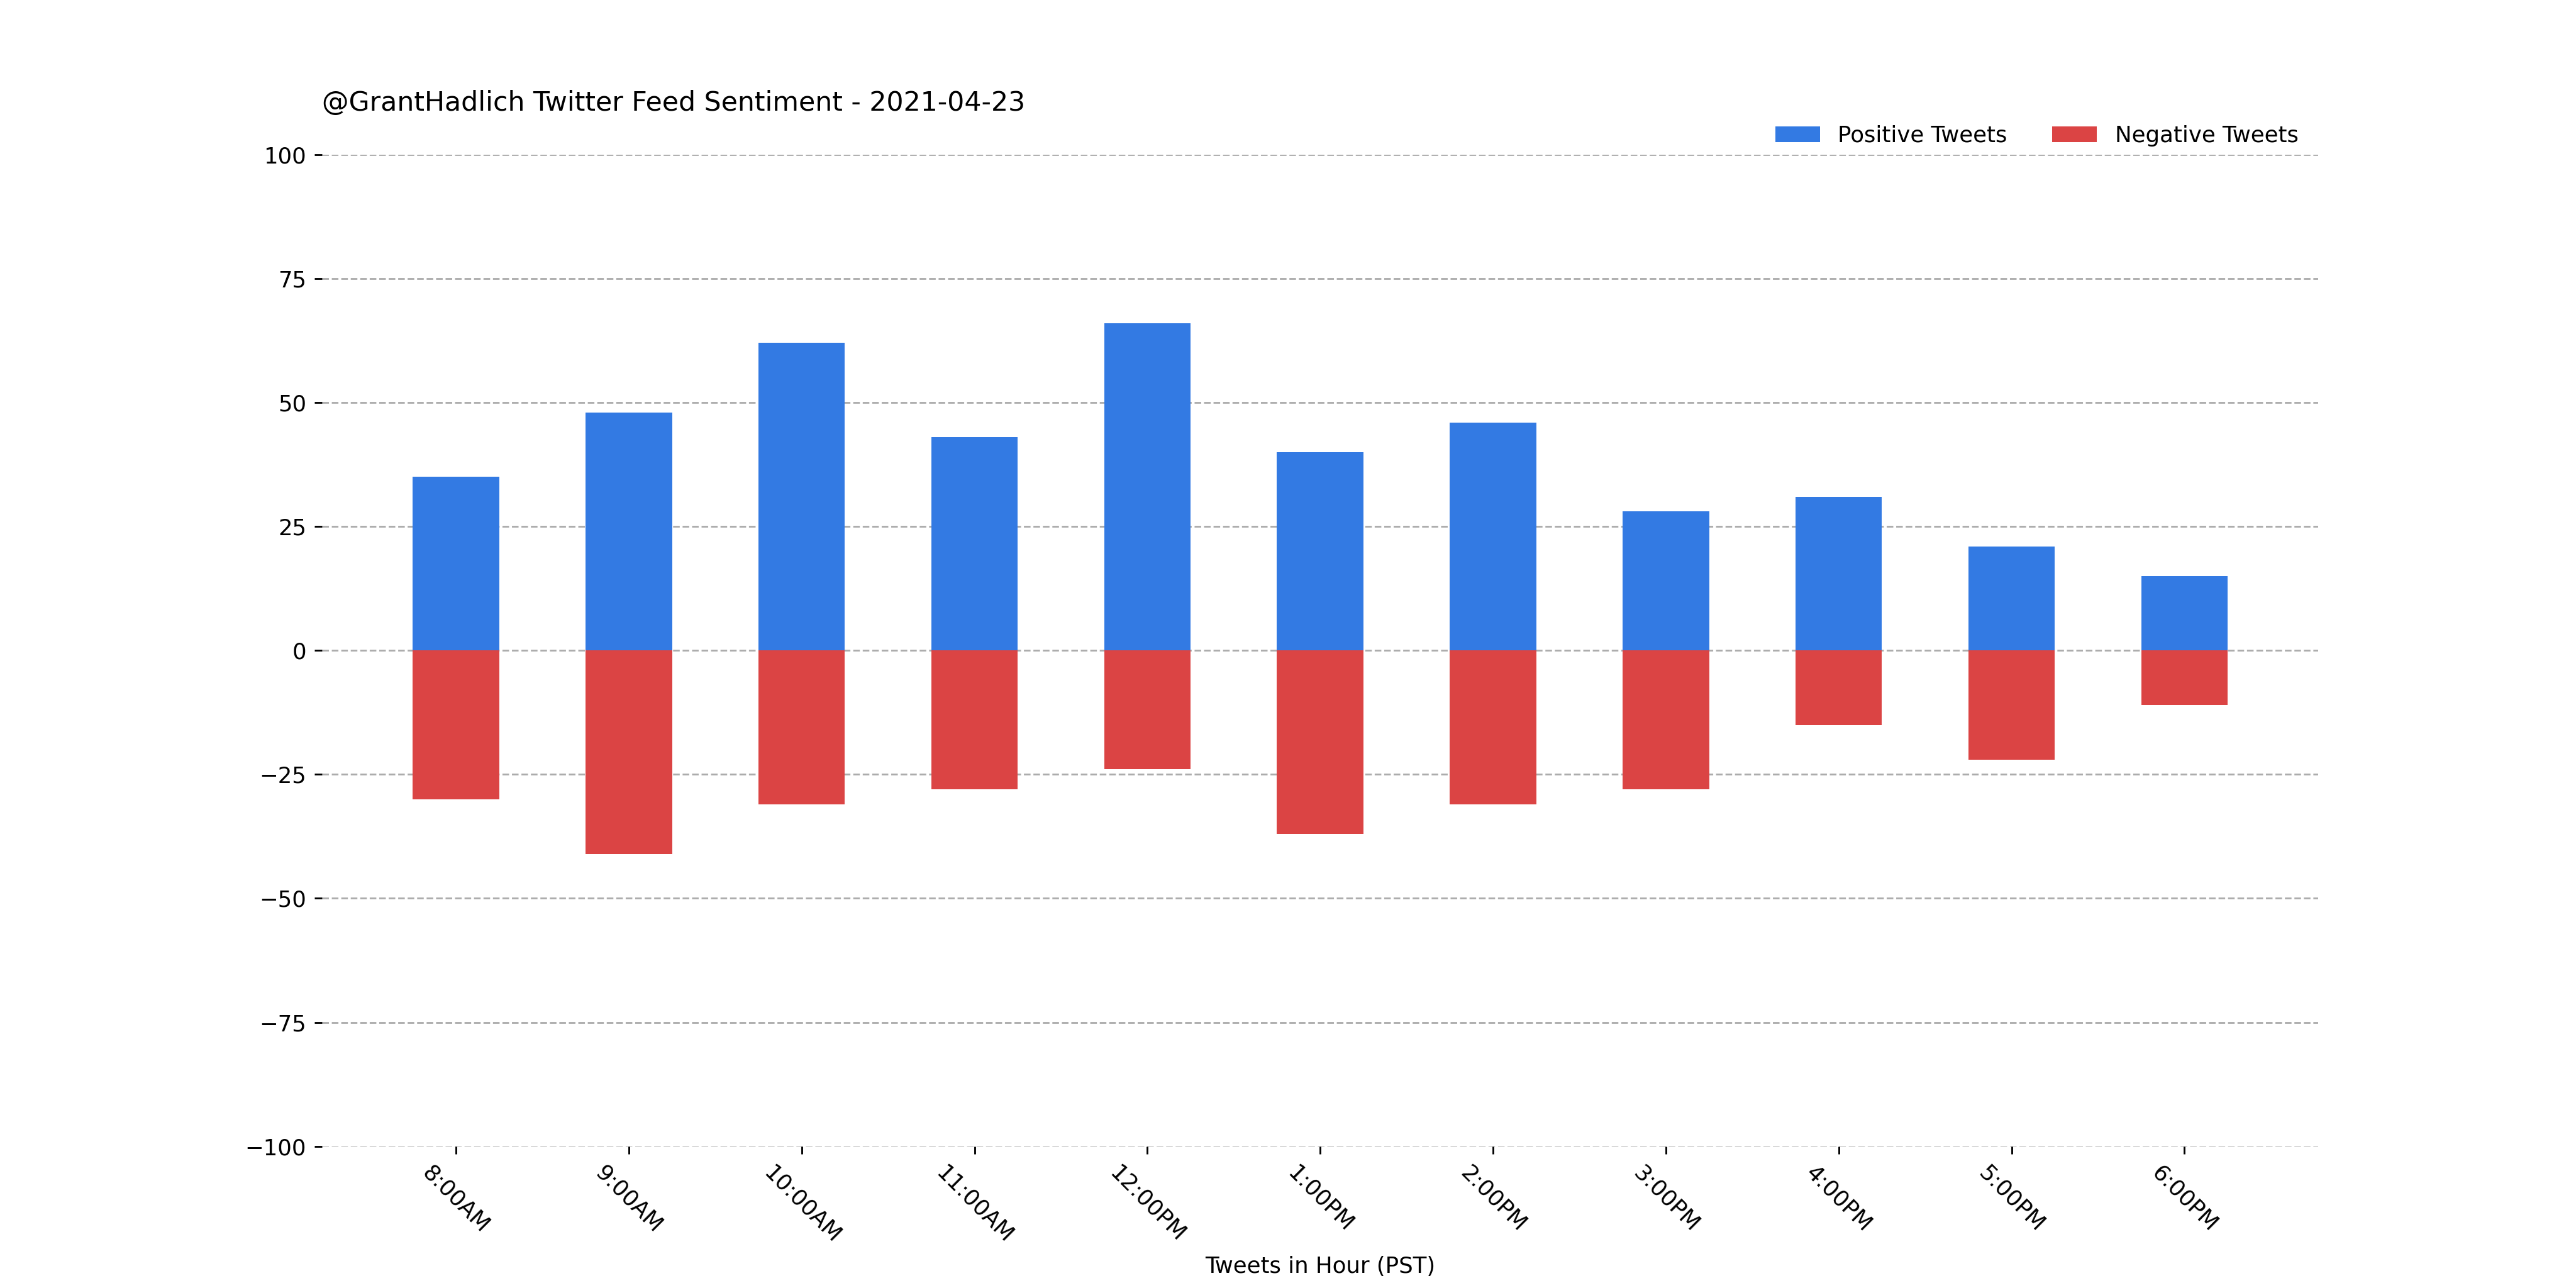 @GrantHadlich Twitter Feed Sentiment - 2021-04-23
Positive Tweets
Negative Tweets
100
75
50
25
0
−25
−50
−75
−100
8:00AM
9:00AM
10:00AM
11:00AM
12:00PM
1:00PM
2:00PM
3:00PM
4:00PM
5:00PM
6:00PM
Tweets in Hour (PST)